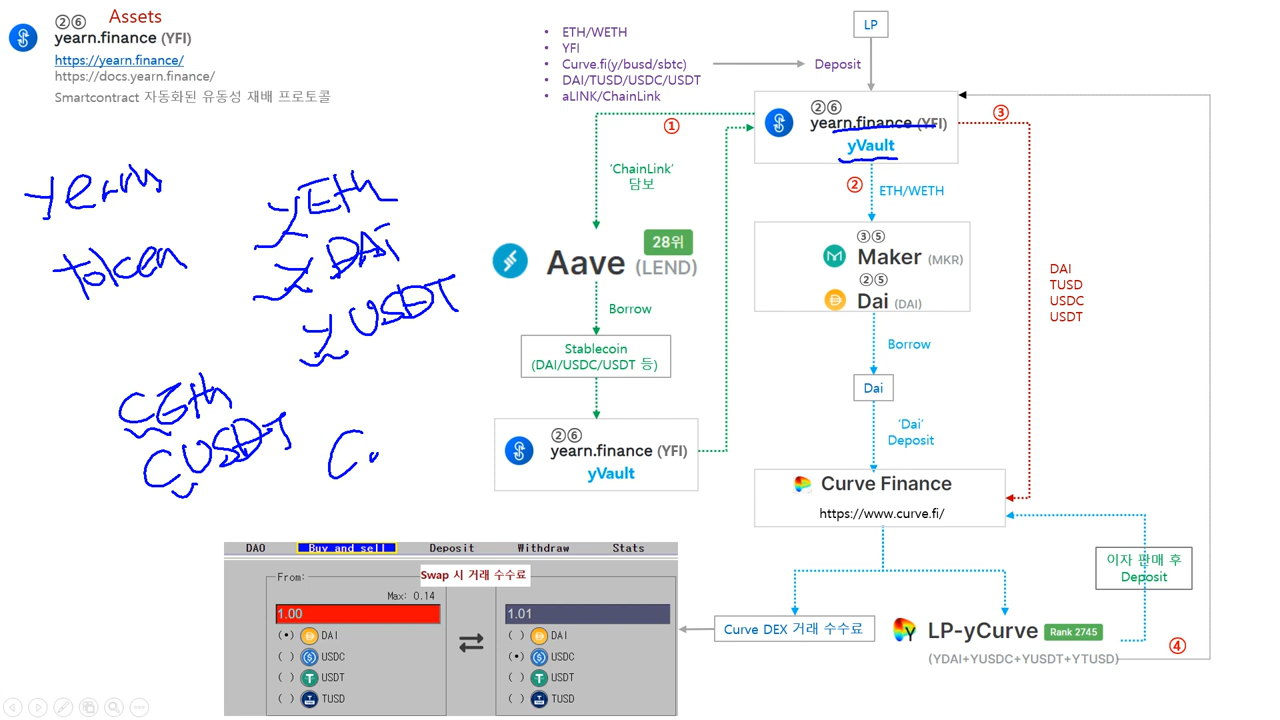 ②⑥ Assets
yearn.finance (YFI)
https://yearn.finance/
https://docs.yearn.finance/
Smartcontract 자동화된 유동성 재배 프로토콜
• ETH/WETH
• YFI
• Curve.fi(y/busd/sbtc)
• DAI/TUSD/USDC/USDT
• aLINK/ChainLink
LP
Deposit
②⑥
yearn.finance (YFI)
yVault
①
②
③
'ChainLink'
담보
ETH/WETH
28위
Aave (LEND)
Borrow
Stablecoin
(DAI/USDC/USDT 등)
②⑥
yearn.finance (YFI)
yVault
③⑤
Maker (MKR)
②⑤
Dai (DAI)
Borrow
Dai
'Dai'
Deposit
DAI
TUSD
USDC
USDT
Curve Finance
https://www.curve.fi/
이자 판매 후
Deposit
Curve DEX 거래 수수료
LP-yCurve Rank 2745
(YDAI+YUSDC+YUSDT+YTUSD)
④
token
yEth
yDAi
yUSDT
CEth
CUSDT
C
DAO Buy and sell Deposit Withdraw Stats
Swap 시 거래 수수료
From:
Max: 0.14
1.00
(•) DAI
( ) USDC
( ) USDT
( ) TUSD
1.01
( ) DAI
(•) USDC
( ) USDT
( ) TUSD